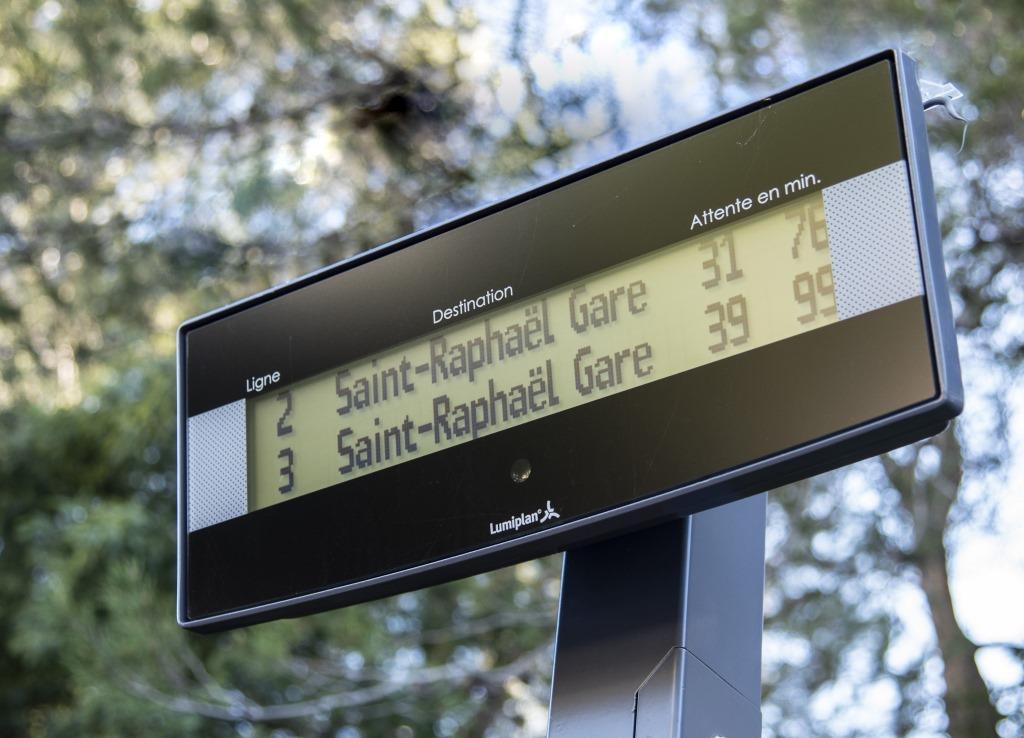 Ligne Destination Attente en min.
2 Saint-Raphaël Gare 31 76
3 Saint-Raphaël Gare 39 99
Lumiplan